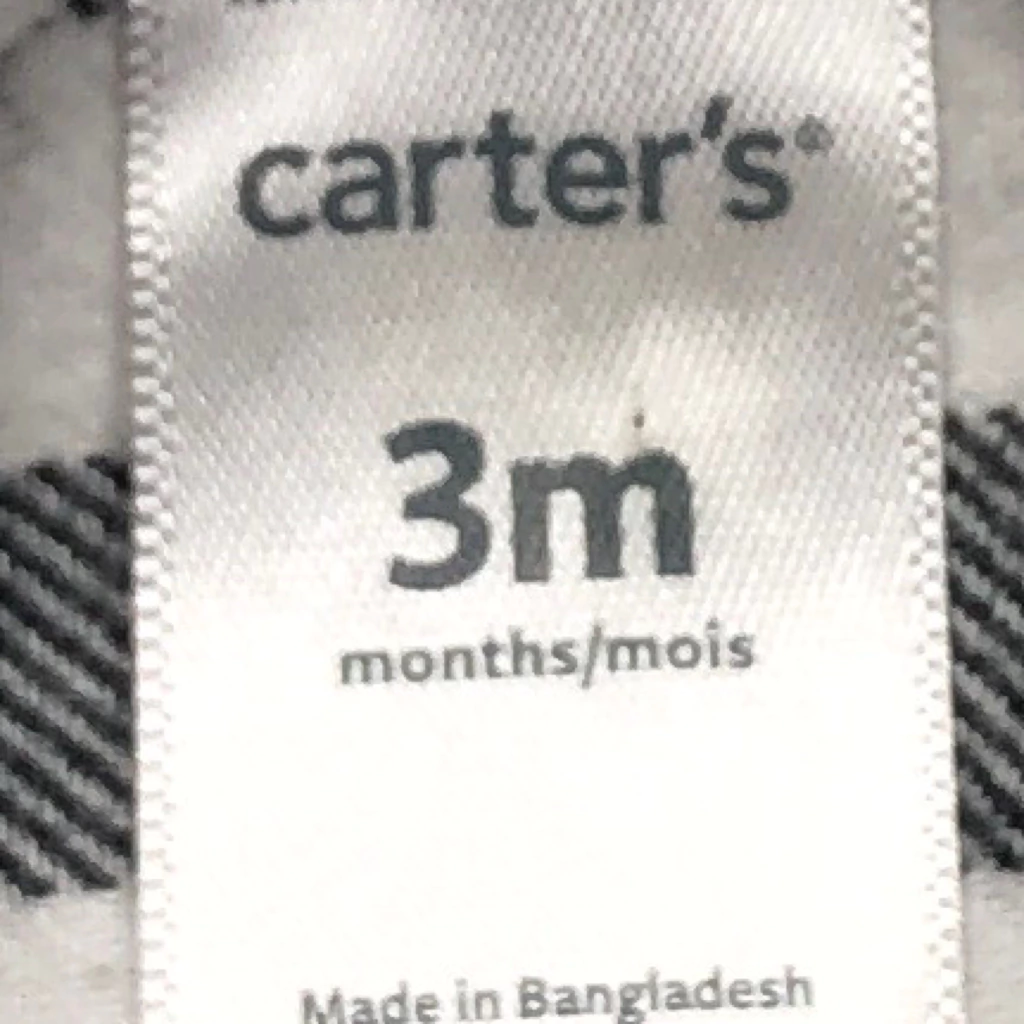 carter's®
3m
months/mois
Made in Bangladesh